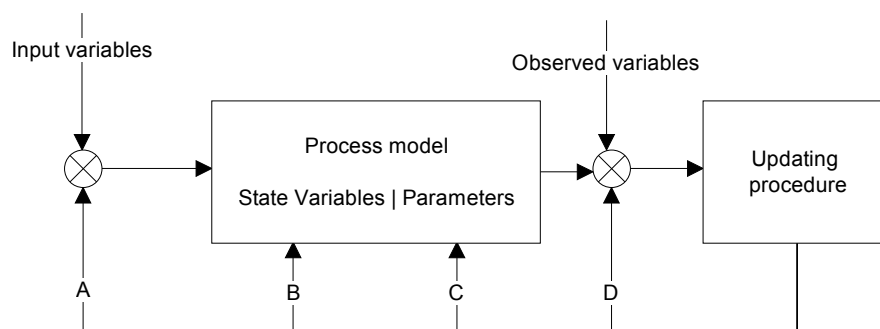 Input variables
Observed variables
Process model
State Variables | Parameters
Updating
procedure
A
B
C
D